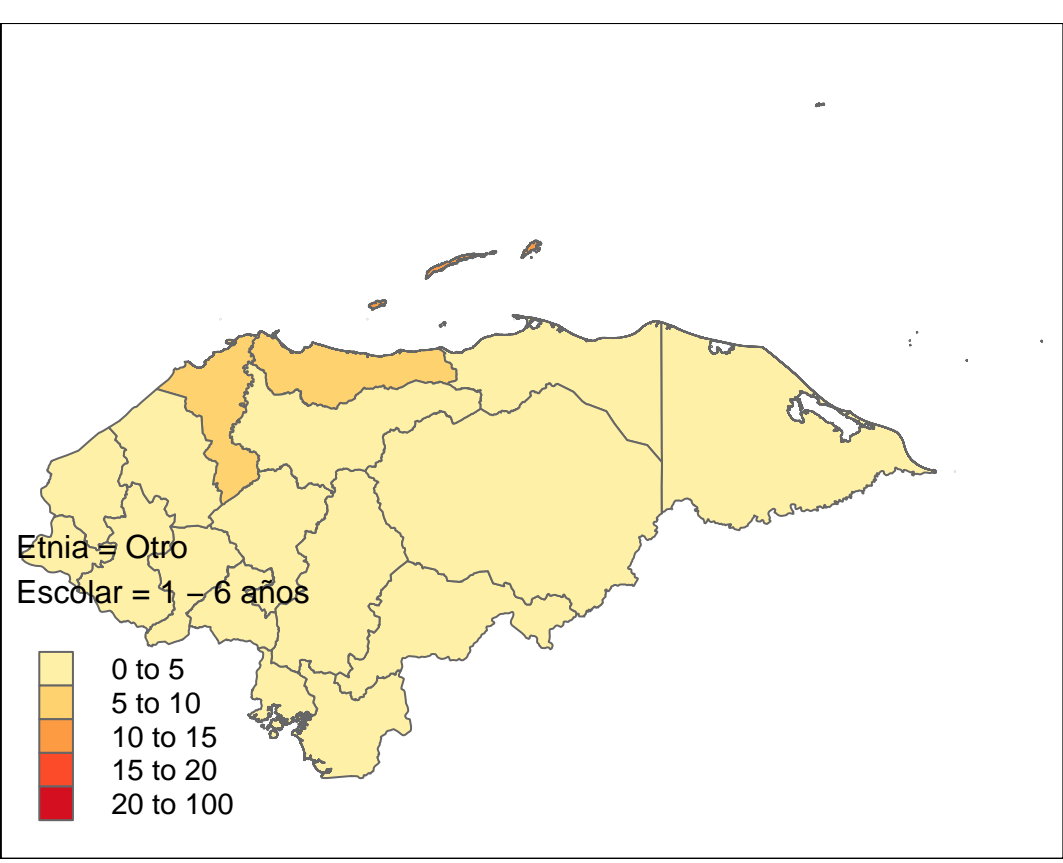 Etnia = Otro
Escolar = 1 – 6 años
0 to 5
5 to 10
10 to 15
15 to 20
20 to 100